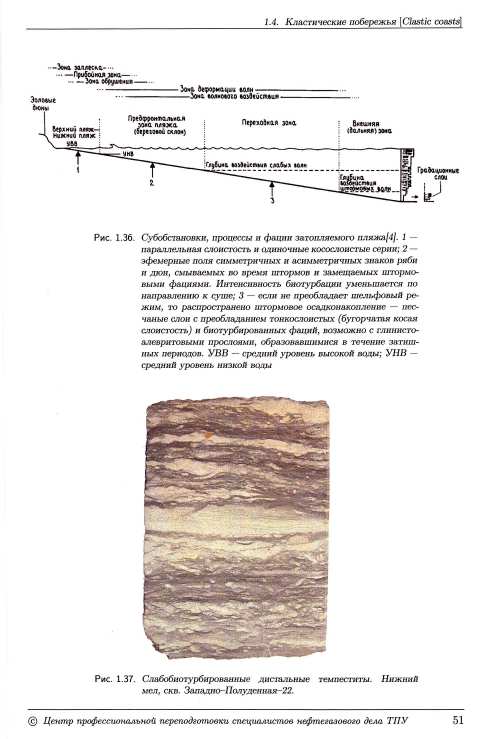 1.4. Кластические побережья [Clastic coasts]
Зона заплеска
Прибойная зона
Зона обрушения
Зона деформации волн
Зона волнового воздействия
Эоловые
дюны
Верхний пляж
Нижний пляж
УВВ
Предфронтальная
зона пляжа
(береговой склон)
Переходная зона
Внешняя
(дальняя) зона
УНВ
Глубина воздействия слабых волн
Глубина
воздействия
штормовых волн
Градационные
слои
1
2
3
Рис. 1.36. Субобстановки, процессы и фации затопляемого пляжа[4]. 1 —
параллельная слоистость и одиночные косослоистые серии; 2 —
эфемерные поля симметричных и асимметричных знаков ряби
и дюн, смываемых во время штормов и замещаемых штормо-
выми фациями. Интенсивность биотурбации уменьшается по
направлению к суше; 3 — если не преобладает шельфовый ре-
жим, то распространено штормовое осадконакопление — пес-
чаные слои с преобладанием тонкослоистых (бугорчатая косая
слоистость) и биотурбированных фаций, возможно с глинисто-
алевритовыми прослоями, образовавшимися в течение затиш-
ных периодов. УВВ — средний уровень высокой воды; УНВ —
средний уровень низкой воды
Рис. 1.37. Слабобиотурбированные дистальные темпеститы. Нижний
мел, скв. Западно–Полуденная–22.
© Центр профессиональной переподготовки специалистов нефтегазового дела ТПУ 51